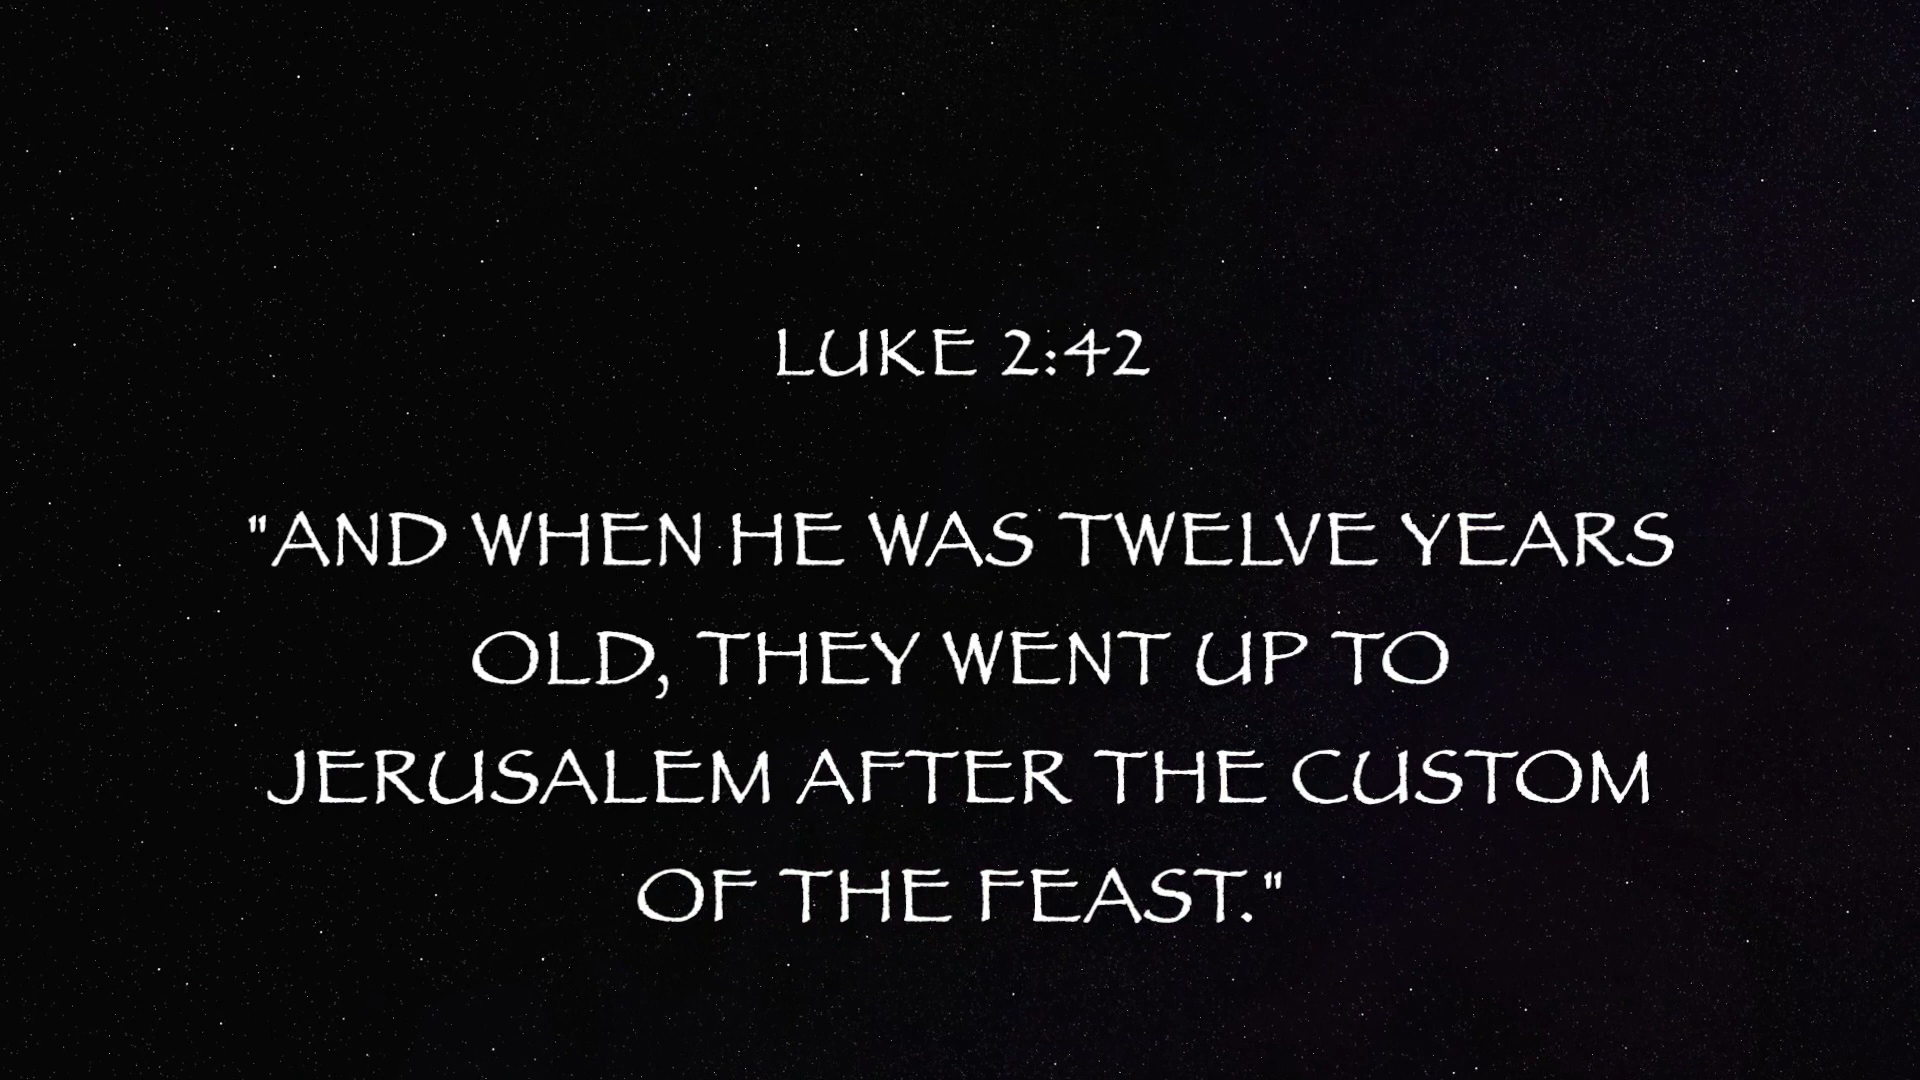 LUKE 2:42
"AND WHEN HE WAS TWELVE YEARS
OLD, THEY WENT UP TO
JERUSALEM AFTER THE CUSTOM
OF THE FEAST."